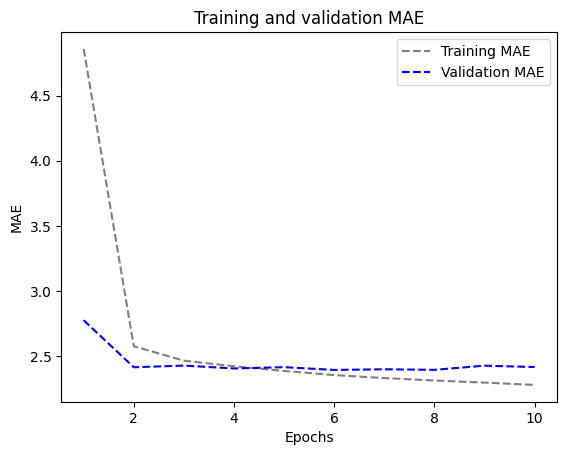 Training and validation MAE
Training MAE
Validation MAE
4.5
4.0
3.5
3.0
2.5
MAE
2 4 6 8 10
Epochs